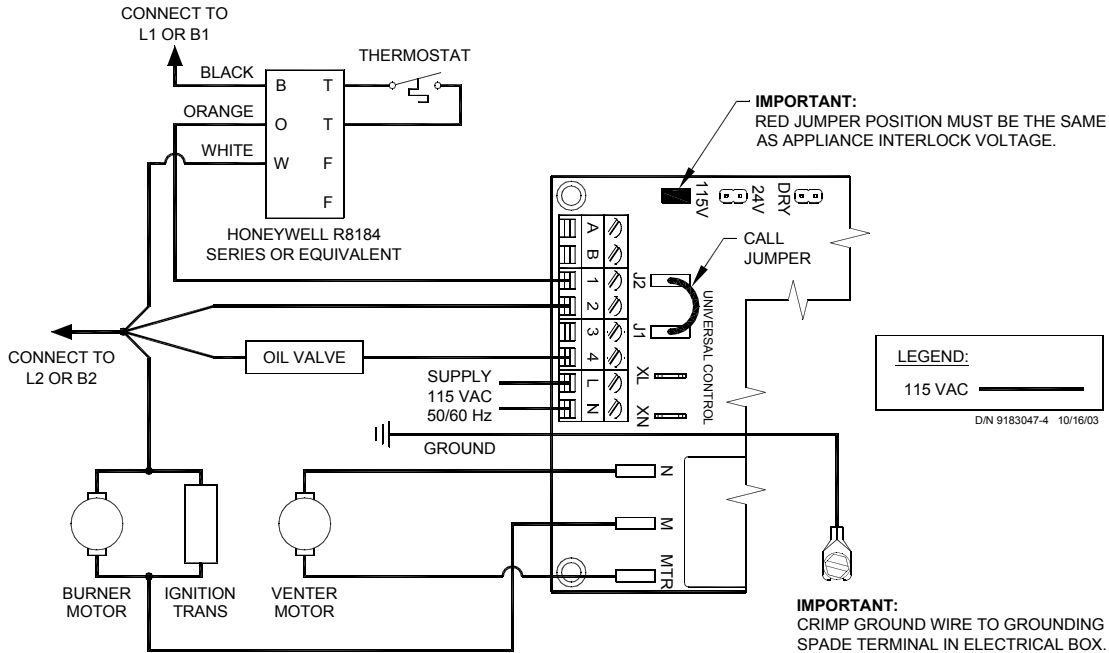 CONNECT TO
L1 OR B1
BLACK
ORANGE
WHITE
B T
O T
W F
F
THERMOSTAT
HONEYWELL R8184
SERIES OR EQUIVALENT
IMPORTANT:
RED JUMPER POSITION MUST BE THE SAME
AS APPLIANCE INTERLOCK VOLTAGE.
115V
24V
DRY
CALL
JUMPER
A
B
1
2
3
4
L
N
J2
J1
XL
XN
UNIVERSAL CONTROL
CONNECT TO
L2 OR B2
OIL VALVE
SUPPLY
115 VAC
50/60 Hz
GROUND
LEGEND:
115 VAC
D/N 9183047-4 10/16/03
N
M
MTR
BURNER
MOTOR
IGNITION
TRANS
VENTER
MOTOR
IMPORTANT:
CRIMP GROUND WIRE TO GROUNDING
SPADE TERMINAL IN ELECTRICAL BOX.